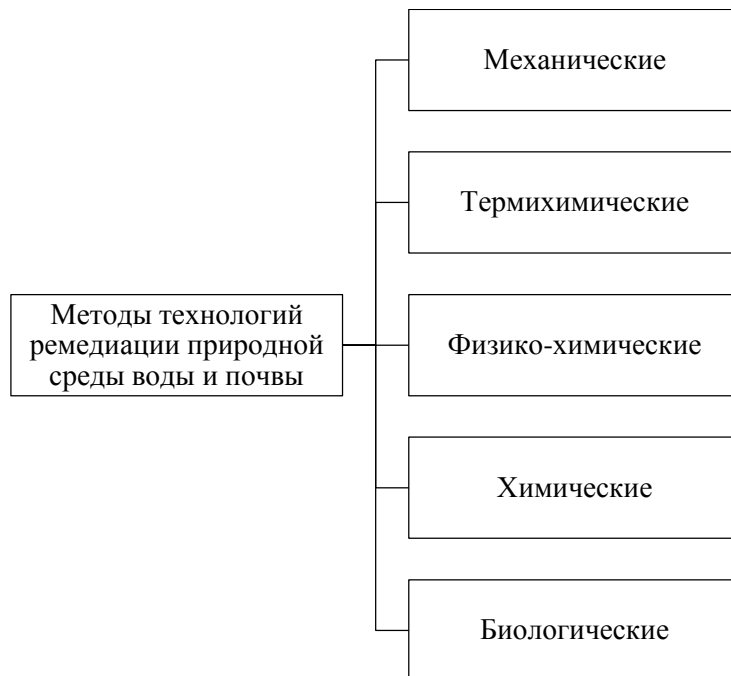 Механические
Термихимические
Методы технологий
ремедиации природной
среды воды и почвы
Физико-химические
Химические
Биологические